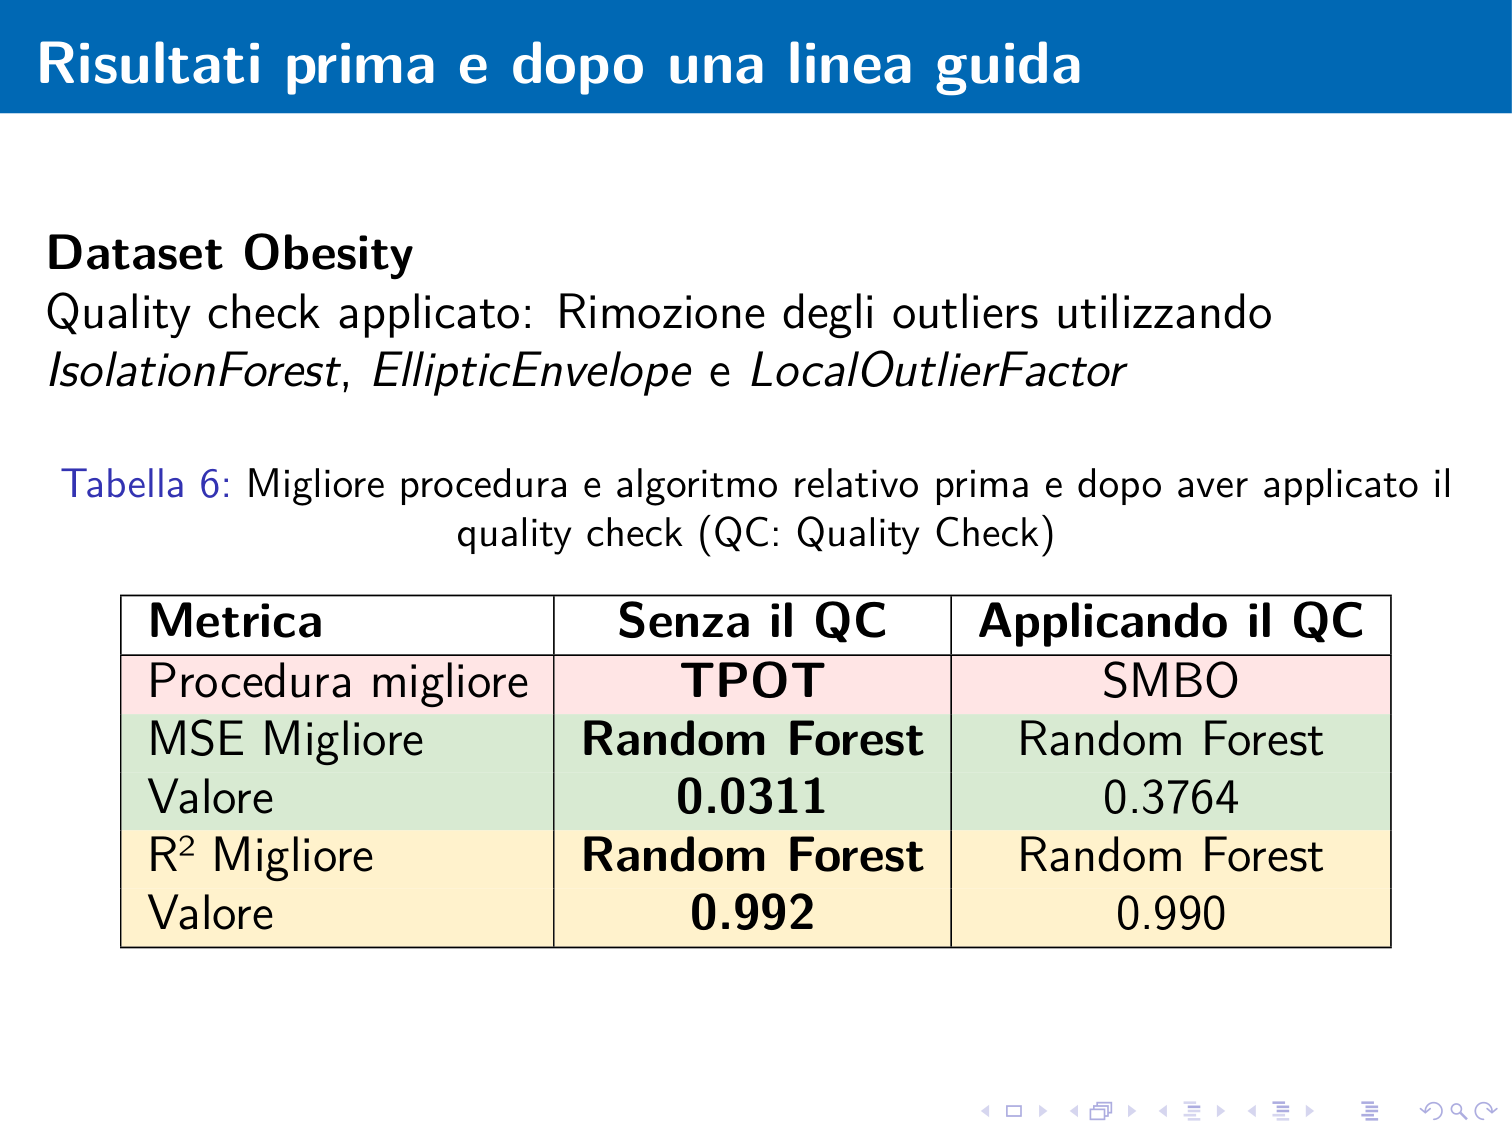 Risultati prima e dopo una linea guida
Dataset Obesity
Quality check applicato: Rimozione degli outliers utilizzando
IsolationForest, EllipticEnvelope e LocalOutlierFactor
Tabella 6: Migliore procedura e algoritmo relativo prima e dopo aver applicato il
quality check (QC: Quality Check)
Metrica Senza il QC Applicando il QC
Procedura migliore TPOT SMBO
MSE Migliore Random Forest Random Forest
Valore 0.0311 0.3764
R² Migliore Random Forest Random Forest
Valore 0.992 0.990